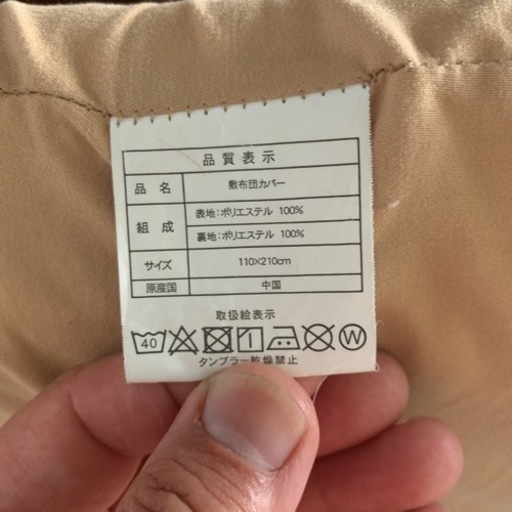 品質表示
品名 敷布団カバー
組成 表地:ポリエステル 100%
裏地:ポリエステル 100%
サイズ 110×210cm
原産国 中国
取扱絵表示
40 W
タンブラー乾燥禁止